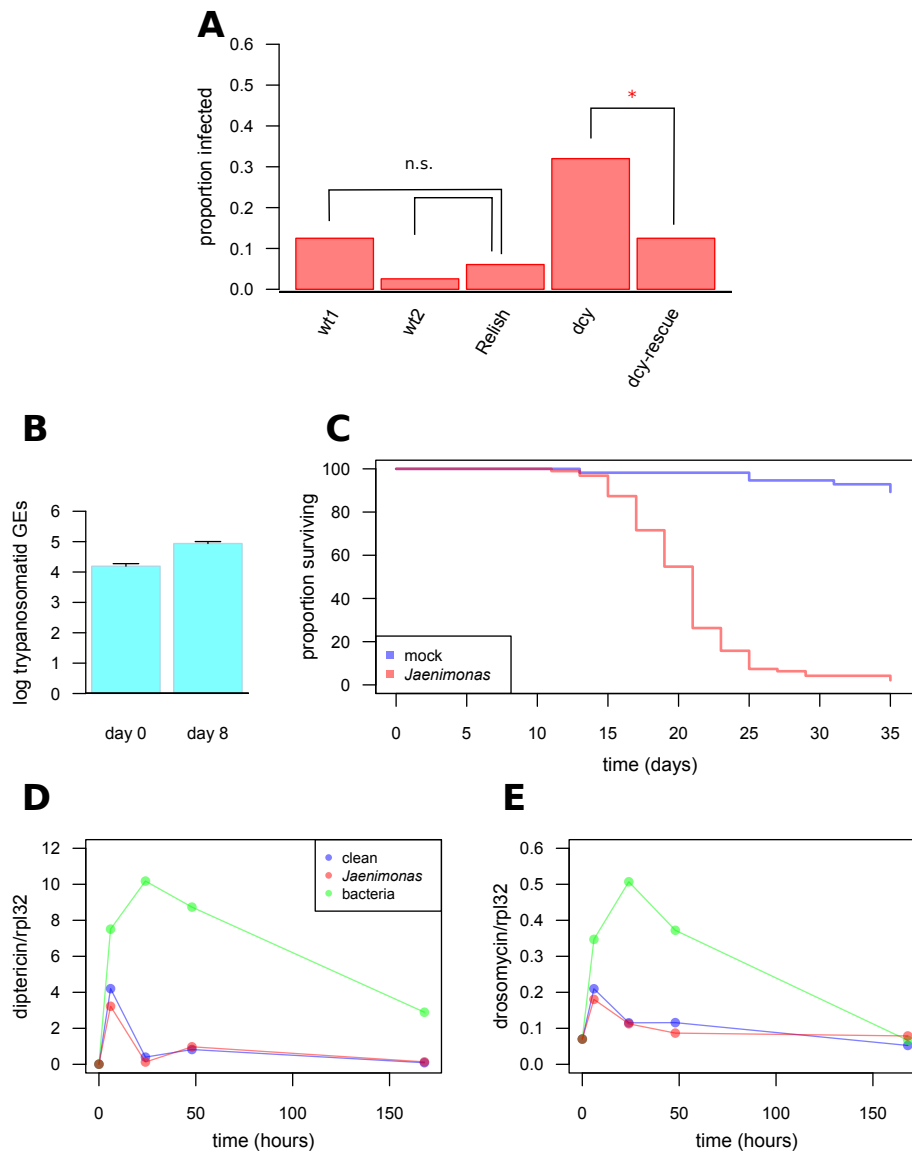 A
proportion infected
0.6
0.5
0.4
0.3
0.2
0.1
0.0
n.s.
*
wt1
wt2
Relish
dcy
dcy-rescue
B
log trypanosomatid GEs
6
5
4
3
2
1
0
day 0
day 8
C
proportion surviving
100
80
60
40
20
0
mock
Jaenimonas
0
5
10
15
20
25
30
35
time (days)
D
diptericin/rpl32
12
10
8
6
4
2
0
clean
Jaenimonas
bacteria
0
50
100
150
time (hours)
E
drosomycin/rpl32
0.6
0.5
0.4
0.3
0.2
0.1
0.0
0
50
100
150
time (hours)